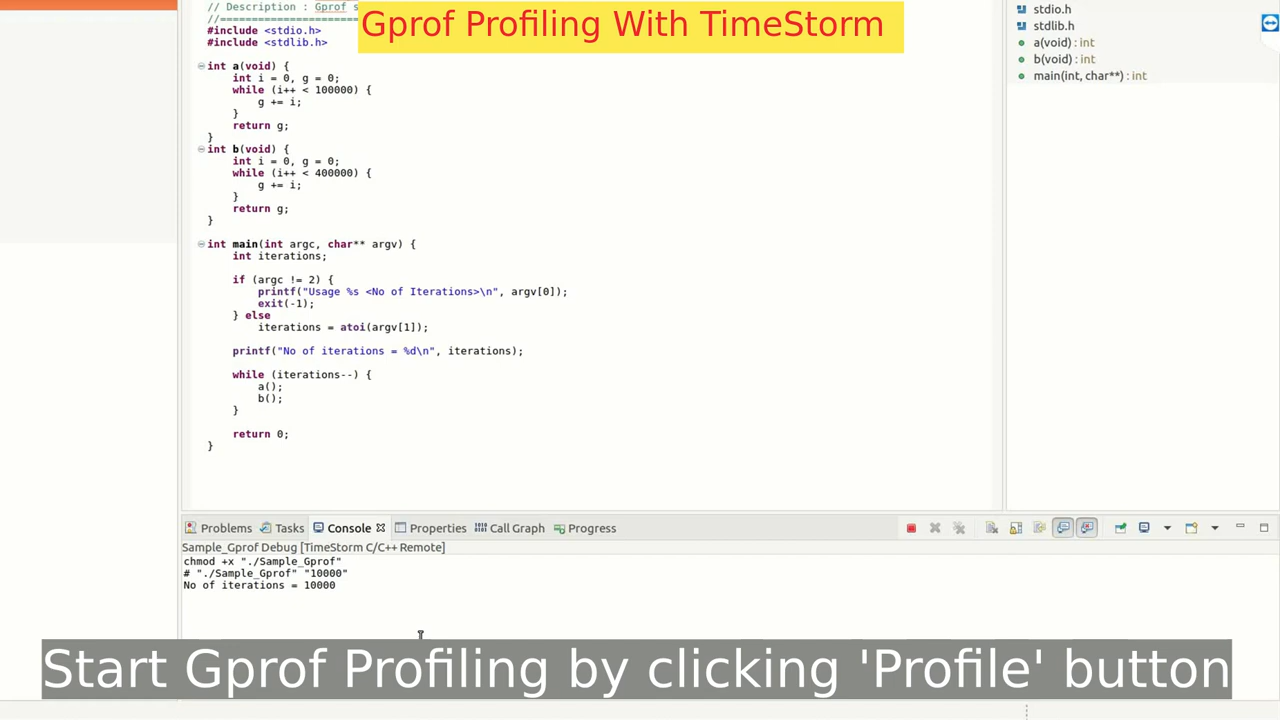 // Description : Gprof s
//======================
Gprof Profiling With TimeStorm
#include <stdio.h>
#include <stdlib.h>
int a(void) {
int i = 0, g = 0;
while (i++ < 100000) {
g += i;
}
return g;
}
int b(void) {
int i = 0, g = 0;
while (i++ < 400000) {
g += i;
}
return g;
}
int main(int argc, char** argv) {
int iterations;
if (argc != 2) {
printf("Usage %s <No of Iterations>\n", argv[0]);
exit(-1);
} else
iterations = atoi(argv[1]);
printf("No of iterations = %d\n", iterations);
while (iterations--) {
a();
b();
}
return 0;
}
stdio.h
stdlib.h
a(void) : int
b(void) : int
main(int, char**) : int
Problems Tasks Console Properties Call Graph Progress
Sample_Gprof Debug [TimeStorm C/C++ Remote]
chmod +x "./Sample_Gprof"
# "./Sample_Gprof" "10000"
No of iterations = 10000
Start Gprof Profiling by clicking 'Profile' button